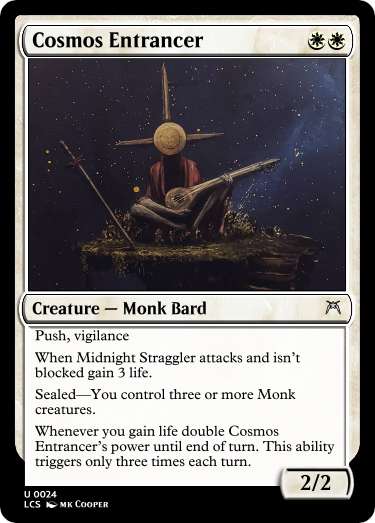 Cosmos Entrancer
Creature — Monk Bard
Push, vigilance
When Midnight Straggler attacks and isn't
blocked gain 3 life.
Sealed—You control three or more Monk
creatures.
Whenever you gain life double Cosmos
Entrancer's power until end of turn. This ability
triggers only three times each turn.
2/2
U 0024
LCS MK Cooper